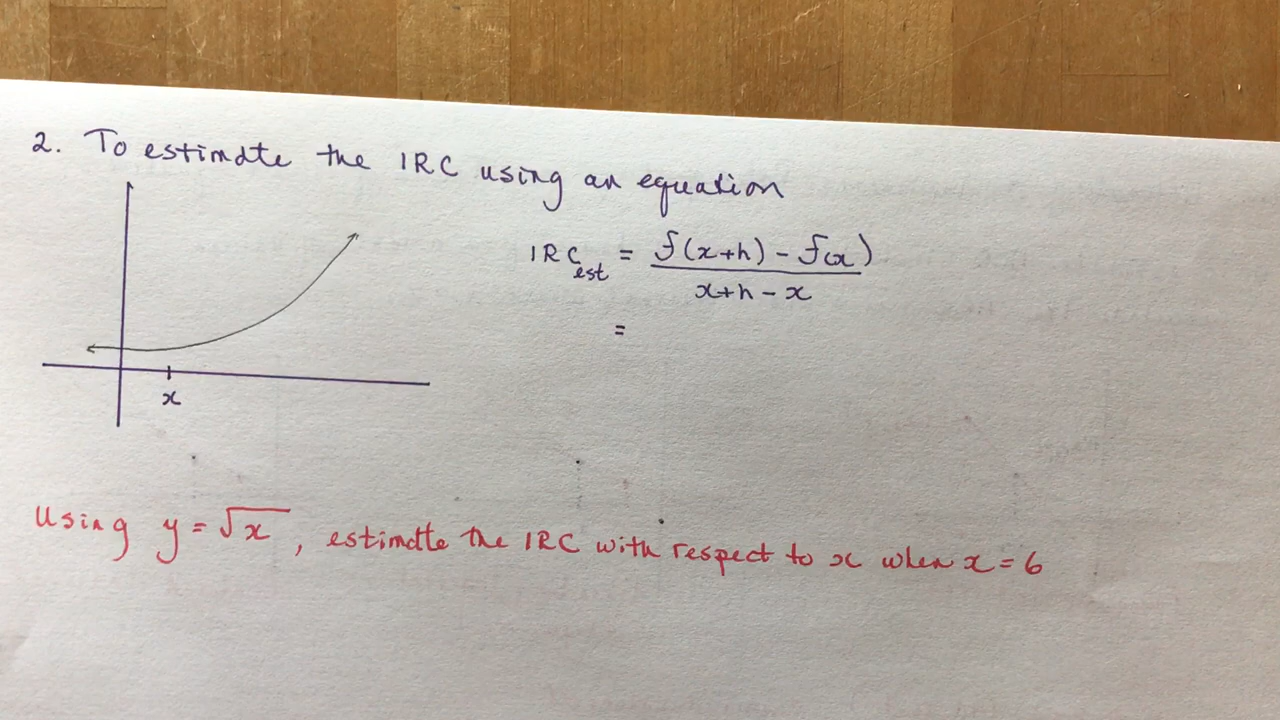 2. To estimate the IRC using an equation
IRC est = f(x+h) - f(x)
x+h - x
=
x
Using y = √x, estimate the IRC with respect to x when x = 6